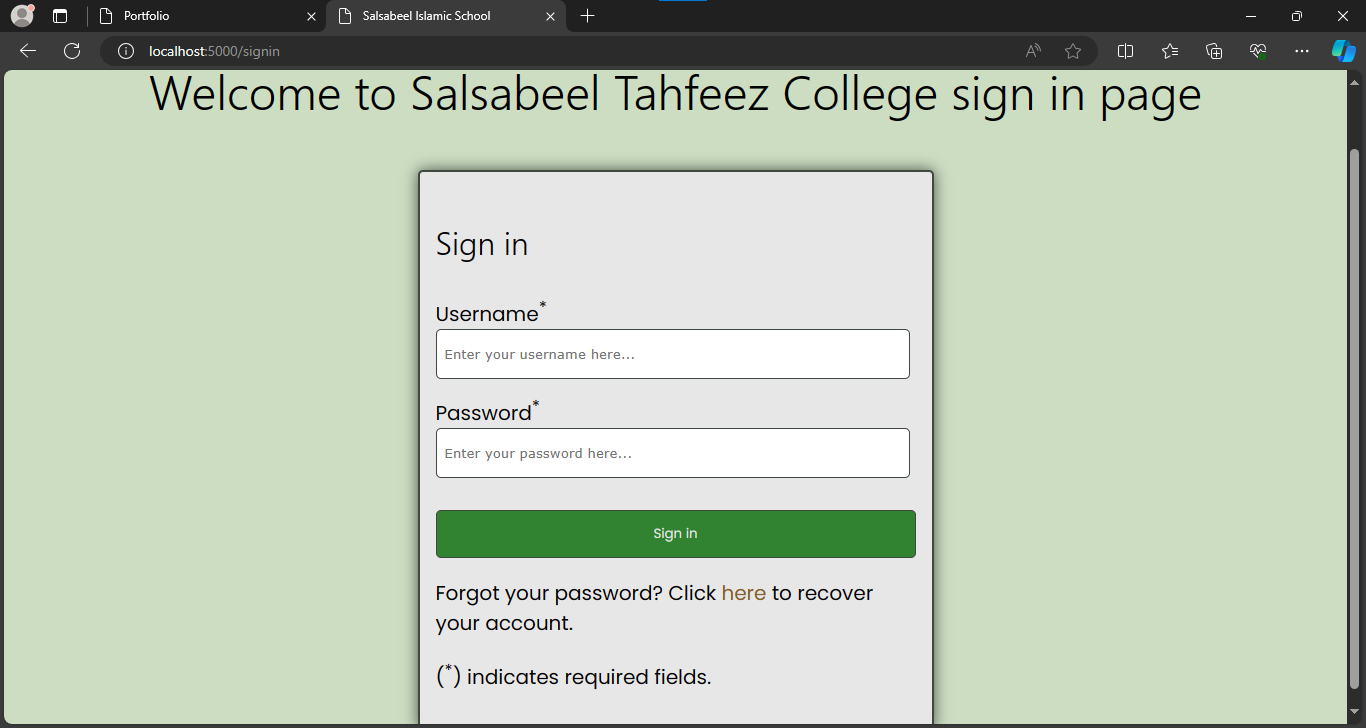 Portfolio
Salsabeel Islamic School
localhost:5000/signin
Welcome to Salsabeel Tahfeez College sign in page
Sign in
Username*
Enter your username here...
Password*
Enter your password here...
Sign in
Forgot your password? Click here to recover
your account.
(*) indicates required fields.